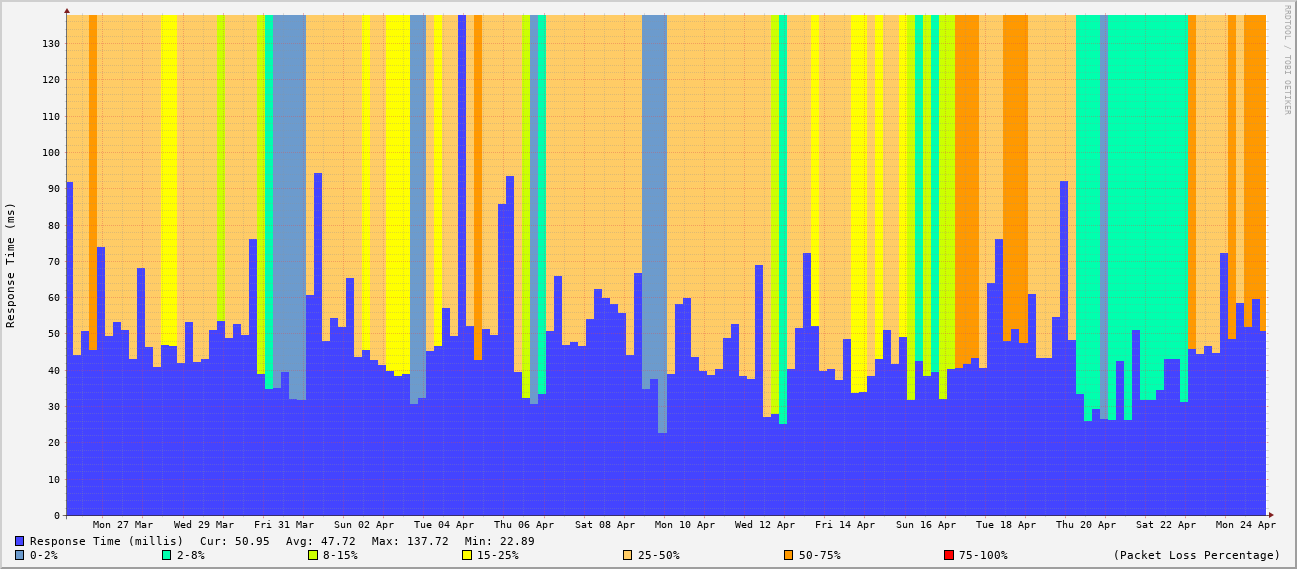 RRDTOOL / TOBI OETIKER
Response Time (ms)
130
120
110
100
90
80
70
60
50
40
30
20
10
0
Mon 27 Mar Wed 29 Mar Fri 31 Mar Sun 02 Apr Tue 04 Apr Thu 06 Apr Sat 08 Apr Mon 10 Apr Wed 12 Apr Fri 14 Apr Sun 16 Apr Tue 18 Apr Thu 20 Apr Sat 22 Apr Mon 24 Apr
Response Time (millis) Cur: 50.95 Avg: 47.72 Max: 137.72 Min: 22.89
0-2% 2-8% 8-15% 15-25% 25-50% 50-75% 75-100% (Packet Loss Percentage)